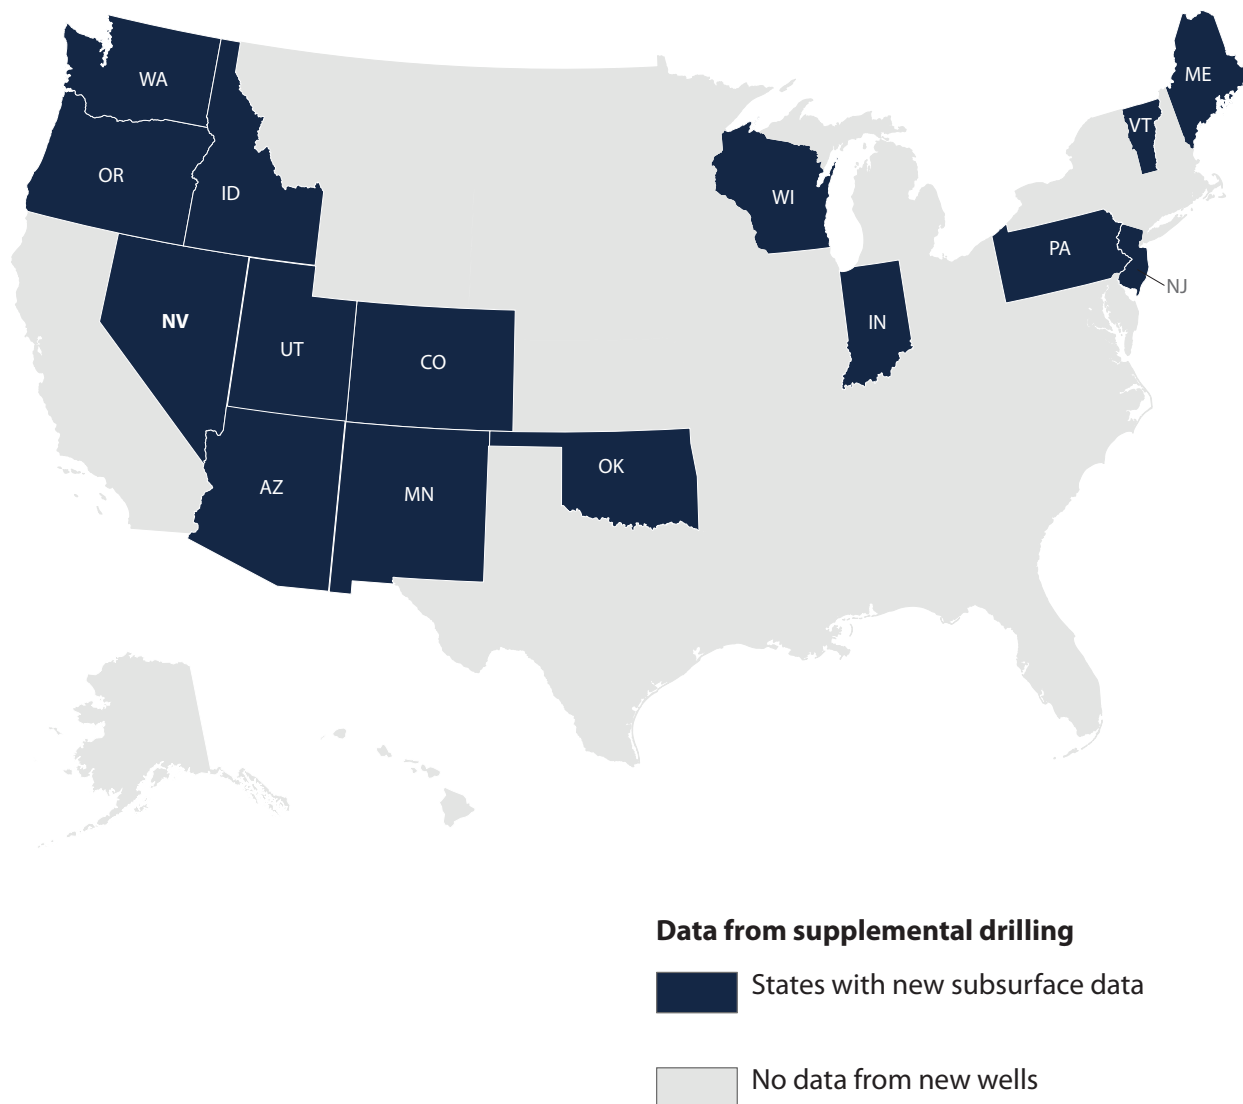 WA
ME
VT
OR
ID
WI
PA
NJ
NV
IN
UT
CO
OK
AZ
MN
Data from supplemental drilling
States with new subsurface data
No data from new wells